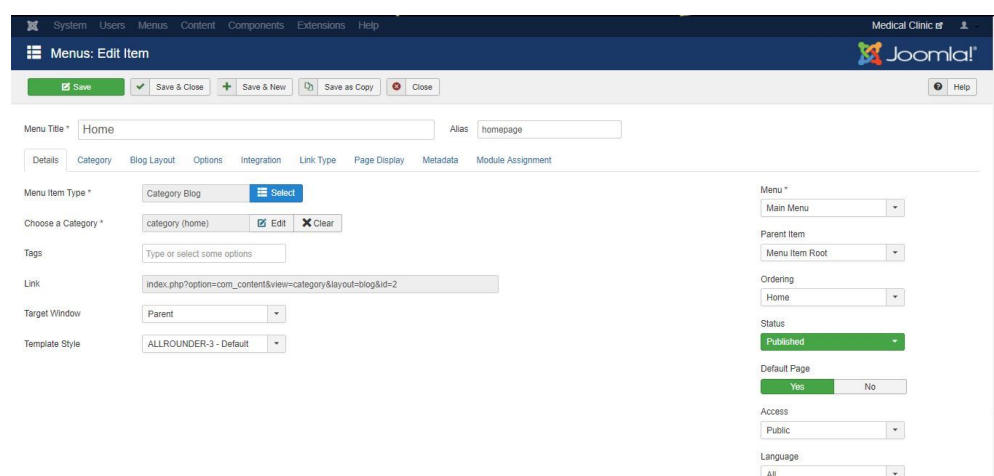 System Users Menus Content Components Extensions Help Medical Clinic
Menus: Edit Item Joomla!®
Save Save & Close Save & New Save as Copy Close Help
Menu Title * Home Alias homepage
Details Category Blog Layout Options Integration Link Type Page Display Metadata Module Assignment
Menu Item Type * Category Blog Select
Choose a Category * category (home) Edit Clear
Tags Type or select some options
Link index.php?option=com_content&view=category&layout=blog&id=2
Target Window Parent
Template Style ALLROUNDER-3 - Default
Menu *
Main Menu
Parent Item
Menu Item Root
Ordering
Home
Status
Published
Default Page
Yes No
Access
Public
Language
All